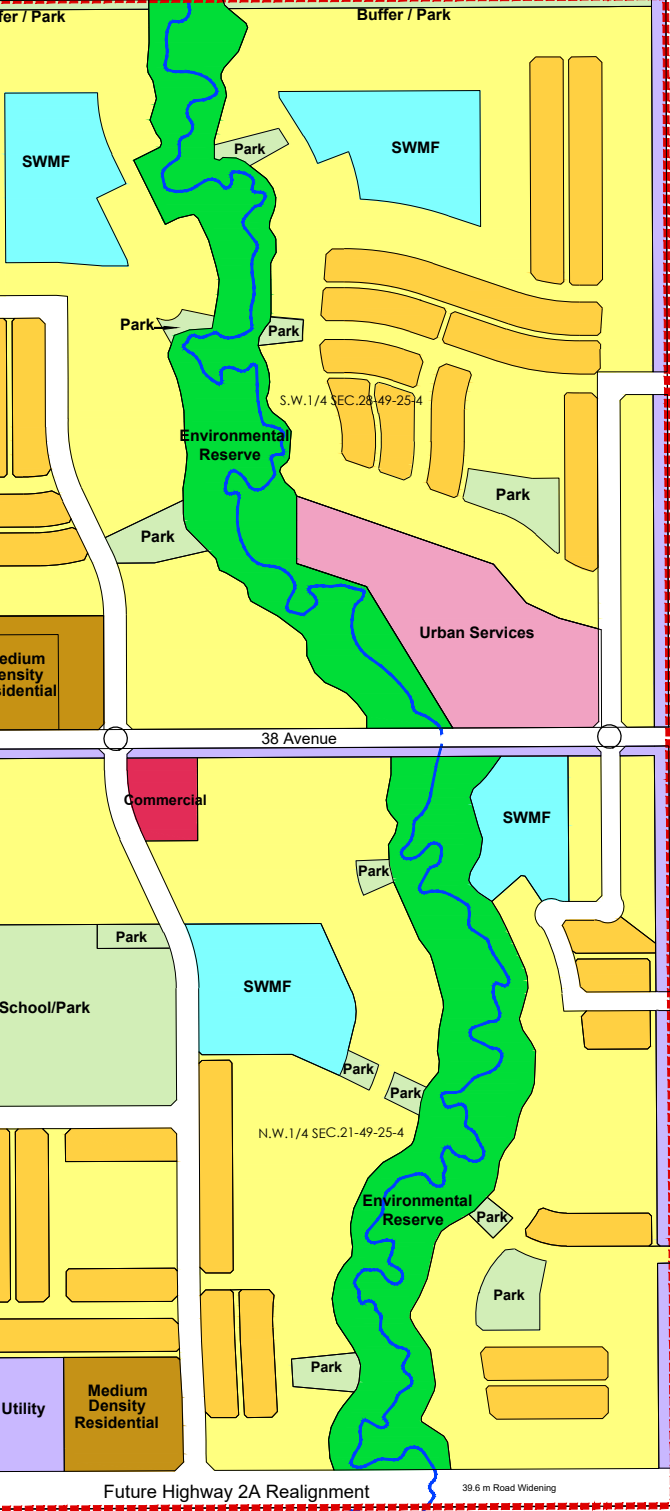 fer / Park
Buffer / Park
Park
SWMF
SWMF
Park
Park
S.W.1/4 SEC.28-49-25-4
Environmental
Reserve
Park
Park
Urban Services
edium
ensity
sidential
38 Avenue
Commercial
SWMF
Park
Park
SWMF
School/Park
Park
Park
N.W.1/4 SEC.21-49-25-4
Environmental
Reserve
Park
Park
Park
Medium
Density
Residential
Utility
Future Highway 2A Realignment
39.6 m Road Widening